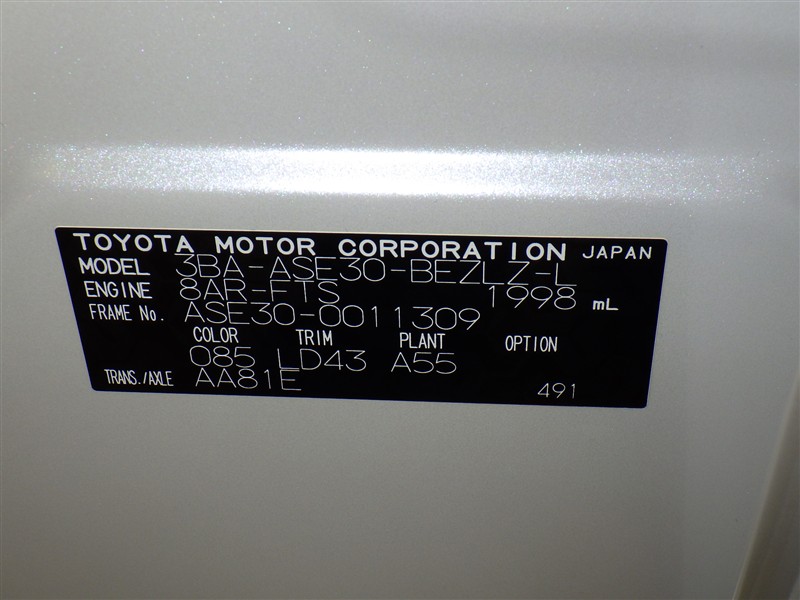 TOYOTA MOTOR CORPORATION JAPAN
MODEL 3BA-ASE30-BEZLZ-L
ENGINE 8AR-FTS 1998 mL
FRAME No. ASE30-0011309
COLOR TRIM PLANT OPTION
085 LD43 A55
TRANS./AXLE AA81E
491